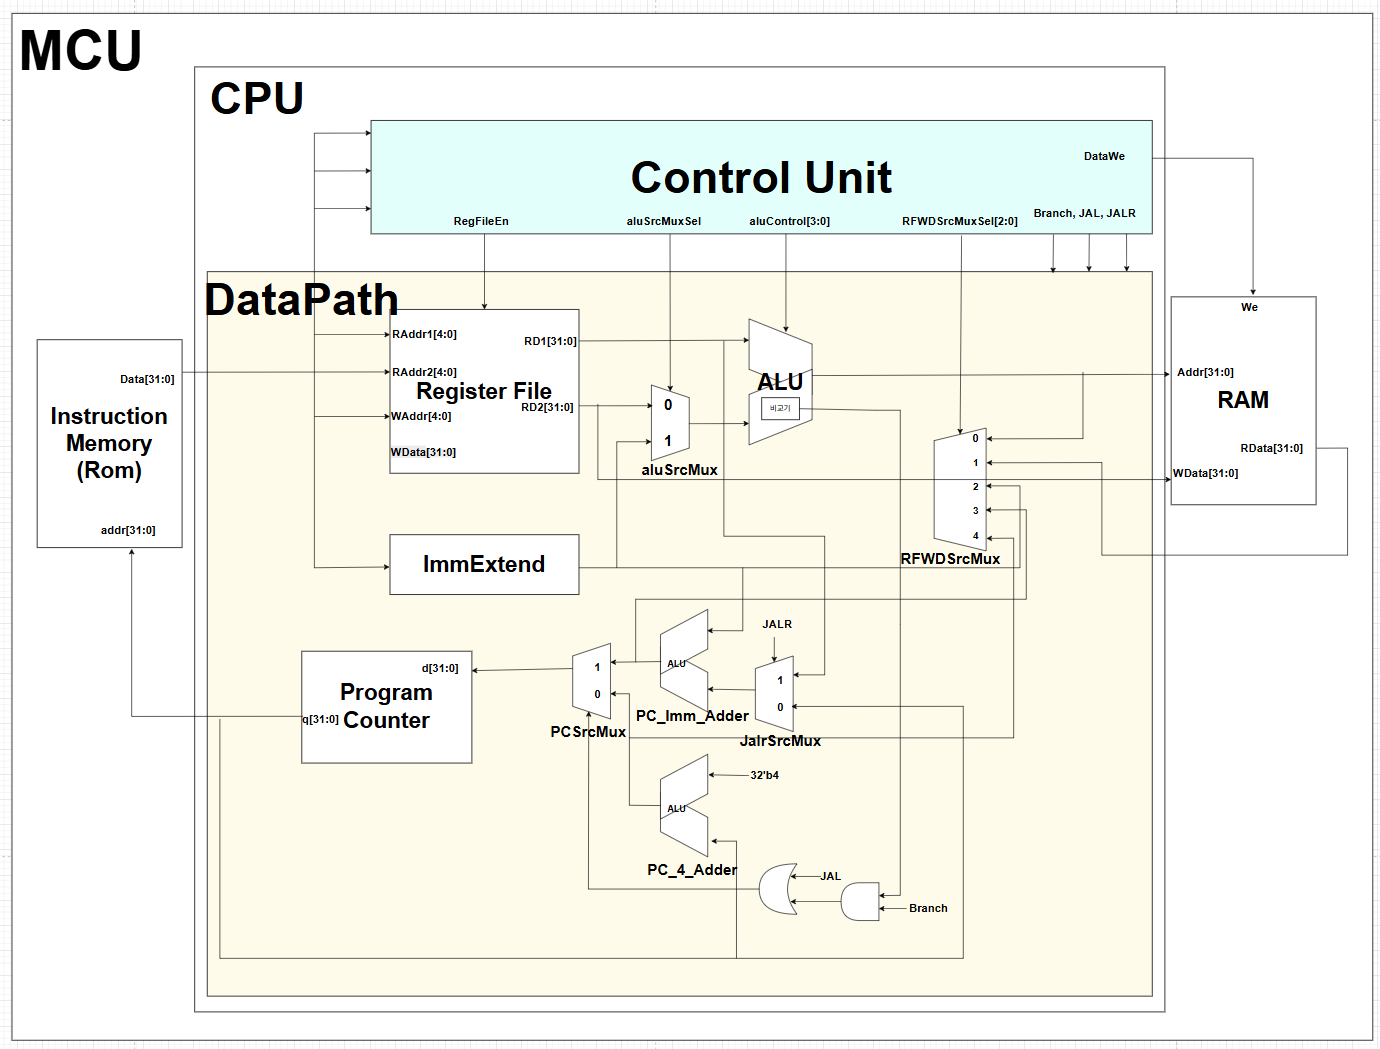 MCU
CPU
Control Unit
DataWe
RegFileEn
aluSrcMuxSel
aluControl[3:0]
RFWDSrcMuxSel[2:0]
Branch, JAL, JALR
DataPath
RAddr1[4:0]
RD1[31:0]
RAddr2[4:0]
Register File
RD2[31:0]
WAddr[4:0]
WData[31:0]
Data[31:0]
Instruction
Memory
(Rom)
addr[31:0]
0
1
aluSrcMux
ALU
비교기
We
Addr[31:0]
RAM
RData[31:0]
WData[31:0]
0
1
2
3
4
RFWDSrcMux
ImmExtend
JALR
d[31:0]
Program
Counter
q[31:0]
1
0
PCSrcMux
ALU
PC_Imm_Adder
1
0
JalrSrcMux
32'b4
ALU
PC_4_Adder
JAL
Branch